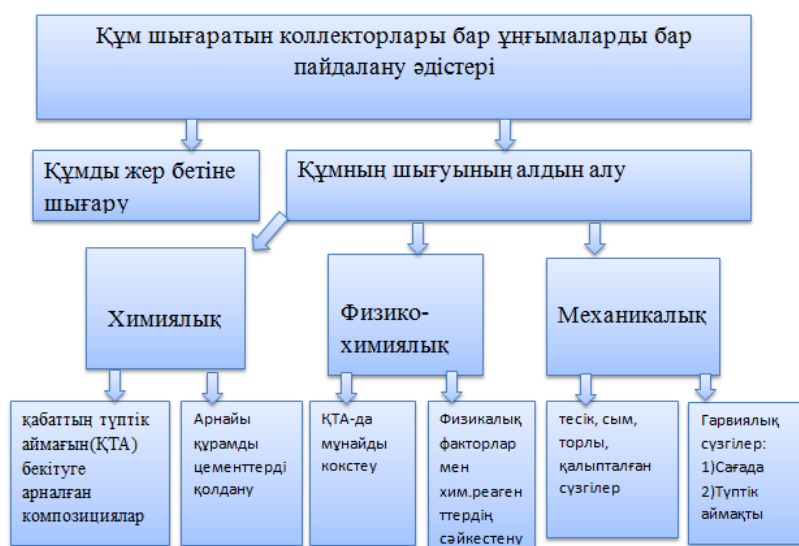 Құм шығаратын коллекторлары бар ұңғымаларды бар
пайдалану әдістері
Құмды жер бетіне
шығару
Құмның шығуының алдын алу
Химиялық
Физико-
химиялық
Механикалық
қабаттың түптік
аймағын(ҚТА)
бекітуге
арналған
композициялар
Арнайы
құрамды
цементтерді
қолдану
ҚТА-да
мұнайды
кокстеу
Физикалық
факторлар
мен
хим.реаген
ттердің
сәйкестену
тесік, сым,
торлы,
қалыпталған
сүзгілер
Гарвиялық
сүзгілер:
1)Сағада
2)Түптік
аймақты